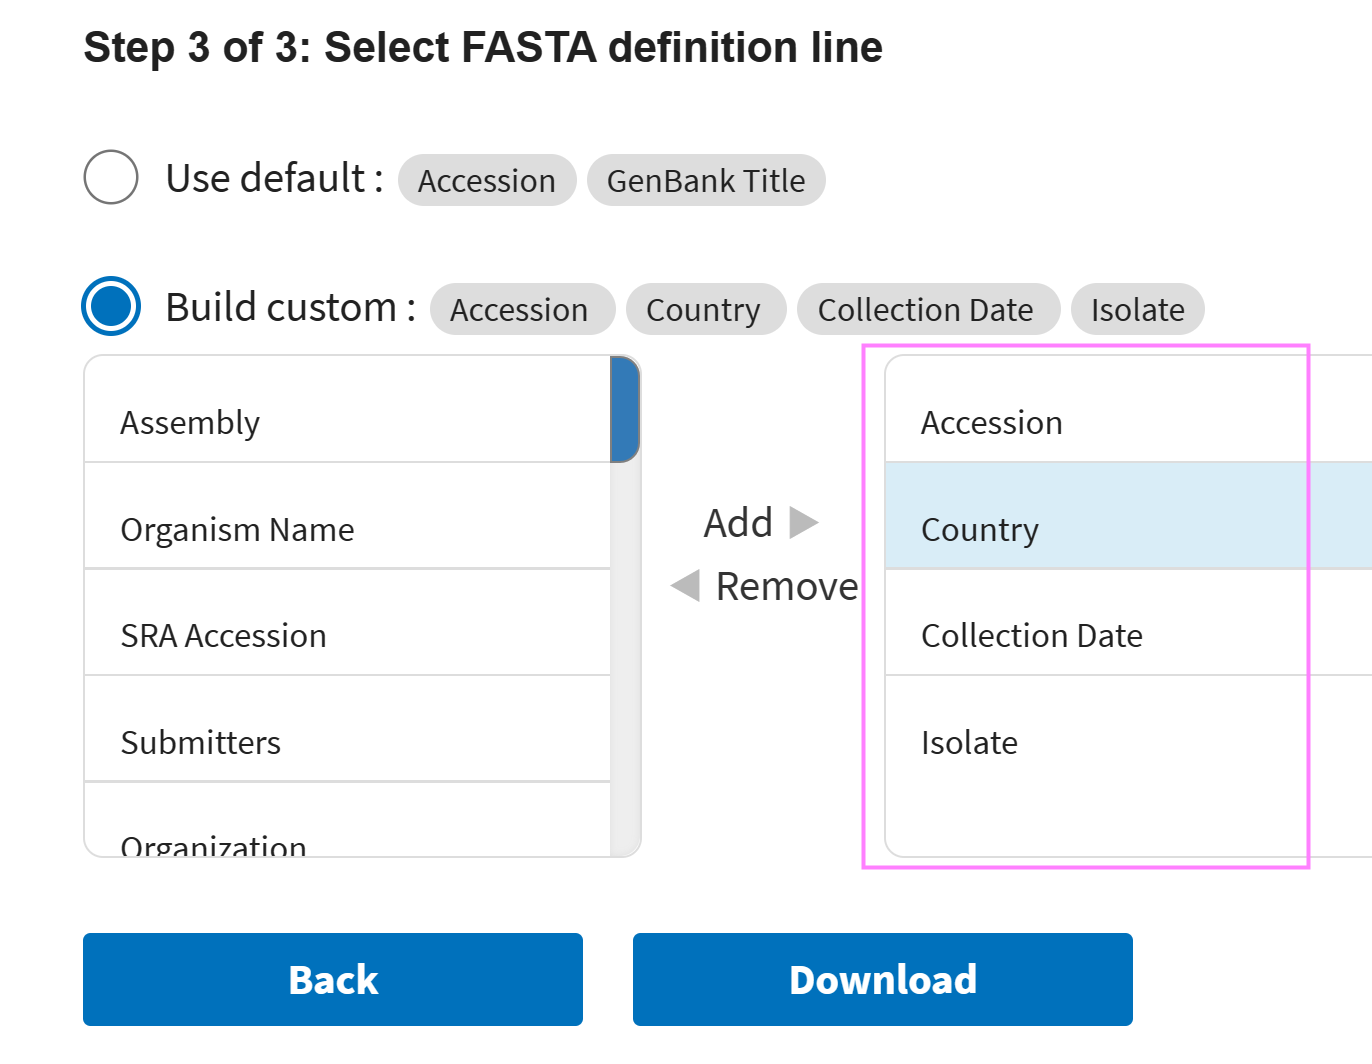 Step 3 of 3: Select FASTA definition line
Use default : Accession GenBank Title
Build custom : Accession Country Collection Date Isolate
Assembly
Organism Name
SRA Accession
Submitters
Organization
Add
Remove
Accession
Country
Collection Date
Isolate
Back
Download